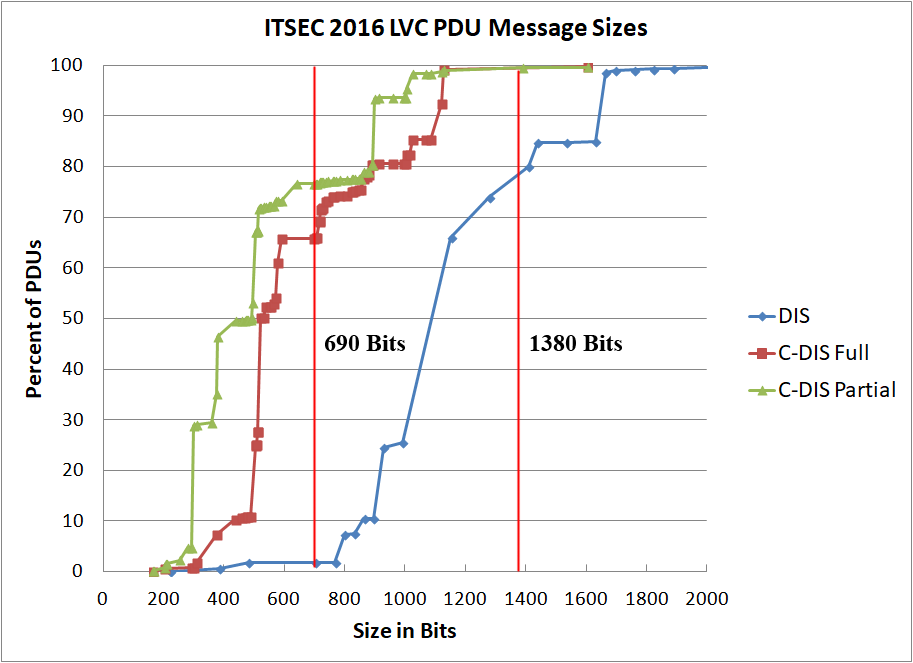 ITSEC 2016 LVC PDU Message Sizes
Percent of PDUs
100
90
80
70
60
50
40
30
20
10
0
690 Bits
1380 Bits
DIS
C-DIS Full
C-DIS Partial
0 200 400 600 800 1000 1200 1400 1600 1800 2000
Size in Bits